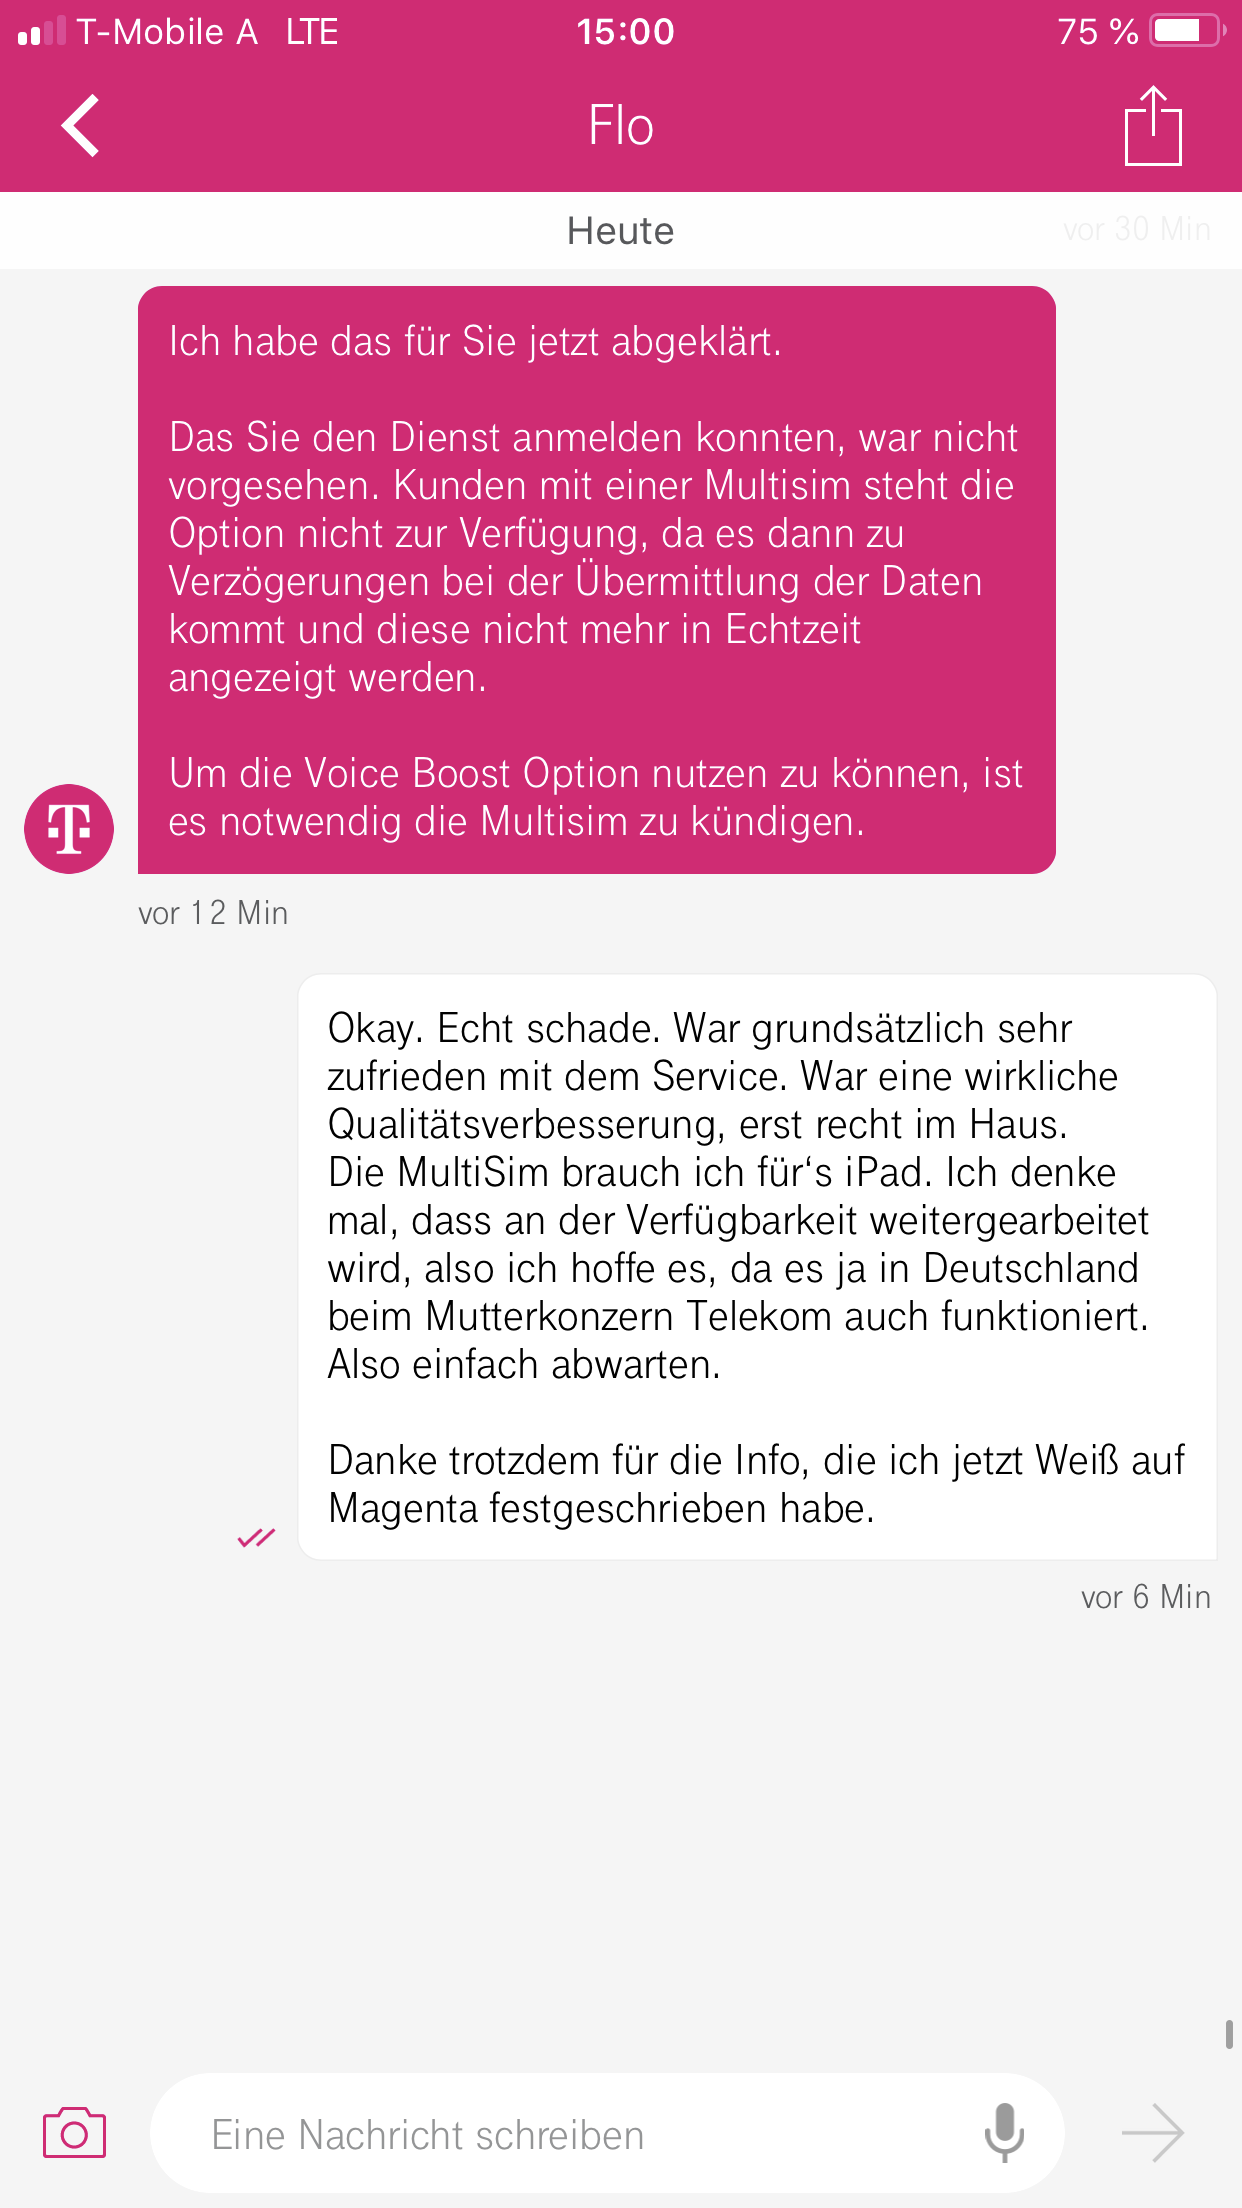 T-Mobile A LTE 15:00 75 %
Flo
Heute vor 30 Min
Ich habe das für Sie jetzt abgeklärt.
Das Sie den Dienst anmelden konnten, war nicht
vorgesehen. Kunden mit einer Multisim steht die
Option nicht zur Verfügung, da es dann zu
Verzögerungen bei der Übermittlung der Daten
kommt und diese nicht mehr in Echtzeit
angezeigt werden.
Um die Voice Boost Option nutzen zu können, ist
es notwendig die Multisim zu kündigen.
T
vor 12 Min
Okay. Echt schade. War grundsätzlich sehr
zufrieden mit dem Service. War eine wirkliche
Qualitätsverbesserung, erst recht im Haus.
Die MultiSim brauch ich für‘s iPad. Ich denke
mal, dass an der Verfügbarkeit weitergearbeitet
wird, also ich hoffe es, da es ja in Deutschland
beim Mutterkonzern Telekom auch funktioniert.
Also einfach abwarten.
Danke trotzdem für die Info, die ich jetzt Weiß auf
Magenta festgeschrieben habe.
vor 6 Min
Eine Nachricht schreiben